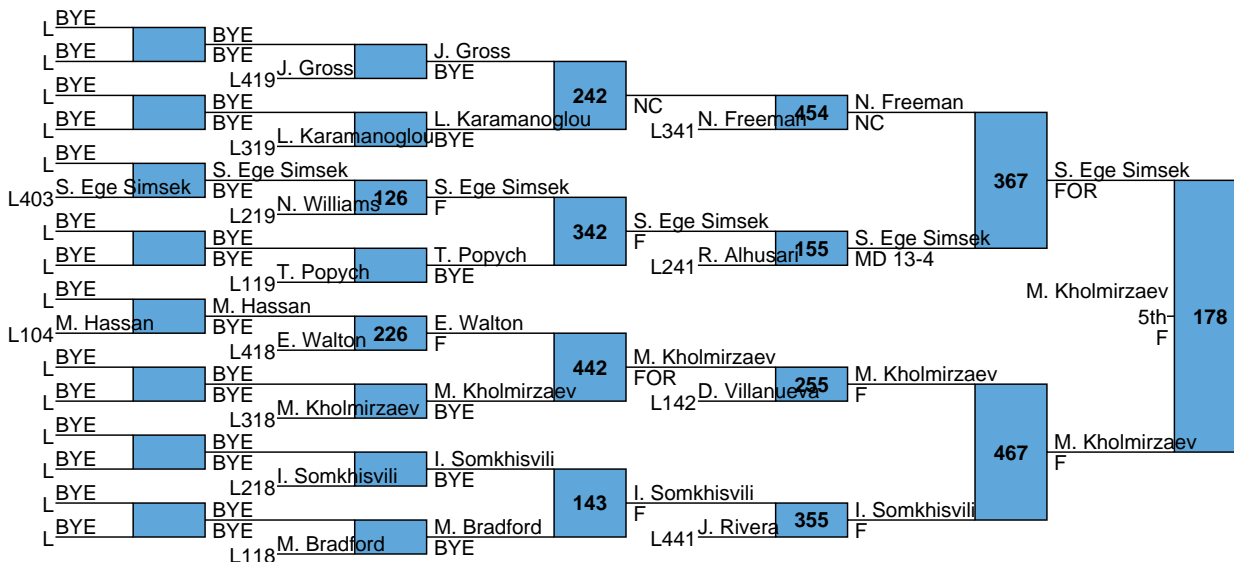 BYE
L
BYE
L
BYE
BYE
L419 J. Gross
J. Gross
BYE
BYE
L
BYE
L
BYE
BYE
L319 L. Karamanoglou
L. Karamanoglou
BYE
242
NC
L341 N. Freeman
454
N. Freeman
NC
BYE
L
L403 S. Ege Simsek
S. Ege Simsek
BYE
L219 N. Williams
126
S. Ege Simsek
F
BYE
L
BYE
L
BYE
BYE
L119 T. Popych
T. Popych
BYE
342
S. Ege Simsek
F
L241 R. Alhusari
155
S. Ege Simsek
MD 13-4
367
S. Ege Simsek
FOR
BYE
L
L104 M. Hassan
M. Hassan
BYE
L418 E. Walton
226
E. Walton
F
BYE
L
BYE
L
BYE
BYE
L318 M. Kholmirzaev
M. Kholmirzaev
BYE
442
M. Kholmirzaev
FOR
L142 D. Villanueva
255
M. Kholmirzaev
F
BYE
L
BYE
L
BYE
BYE
L218 I. Somkhisvili
I. Somkhisvili
BYE
BYE
L
BYE
L
BYE
BYE
L118 M. Bradford
M. Bradford
BYE
143
I. Somkhisvili
F
L441 J. Rivera
355
I. Somkhisvili
F
467
M. Kholmirzaev
F
M. Kholmirzaev
5th
F
178